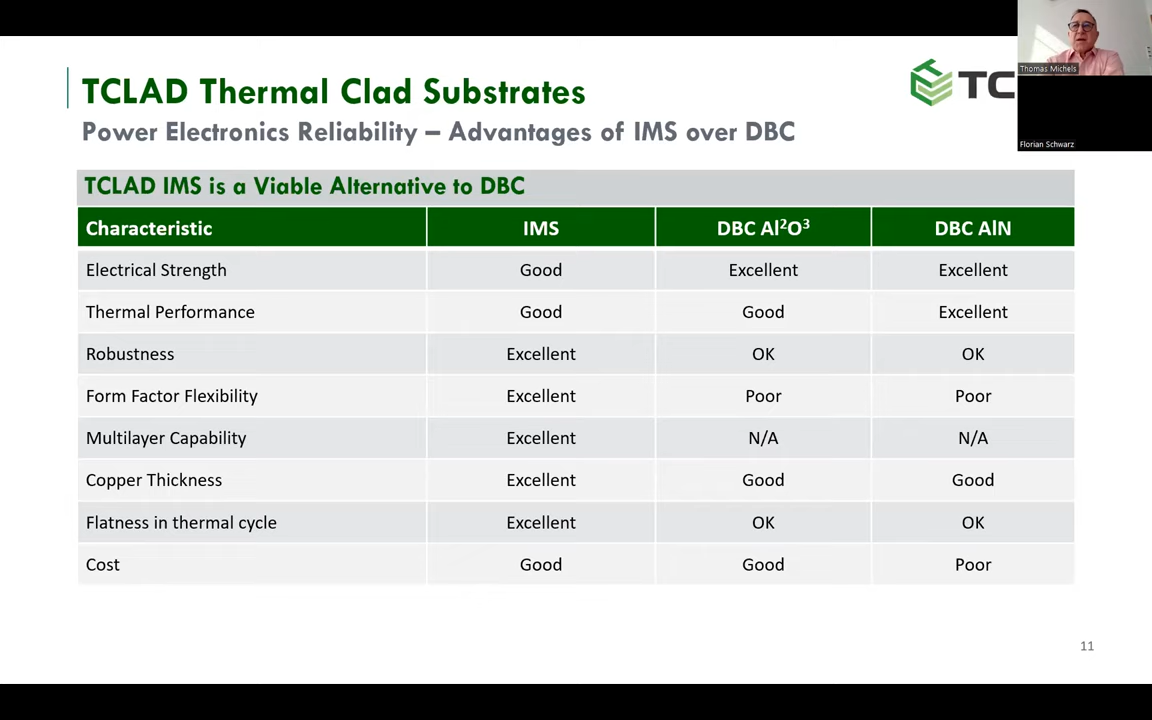 TCLAD Thermal Clad Substrates
Power Electronics Reliability – Advantages of IMS over DBC
TC
Thomas Michels
Florian Schwarz
TCLAD IMS is a Viable Alternative to DBC
Characteristic IMS DBC Al²O³ DBC AlN
Electrical Strength Good Excellent Excellent
Thermal Performance Good Good Excellent
Robustness Excellent OK OK
Form Factor Flexibility Excellent Poor Poor
Multilayer Capability Excellent N/A N/A
Copper Thickness Excellent Good Good
Flatness in thermal cycle Excellent OK OK
Cost Good Good Poor
11